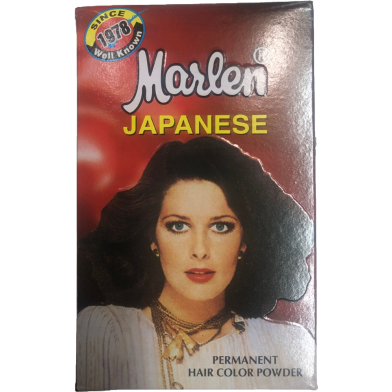 SINCE
1978
Well Known
Marlen®
JAPANESE
PERMANENT
HAIR COLOR POWDER